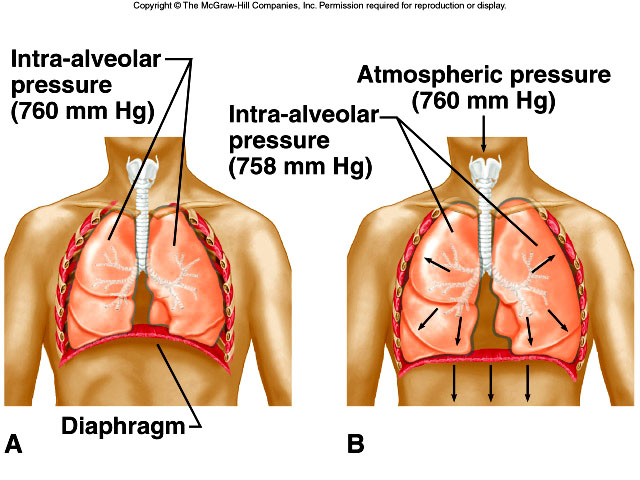 Copyright © The McGraw-Hill Companies, Inc. Permission required for reproduction or display.
Intra-alveolar
pressure
(760 mm Hg)
Atmospheric pressure
(760 mm Hg)
Intra-alveolar
pressure
(758 mm Hg)
Diaphragm
A
B